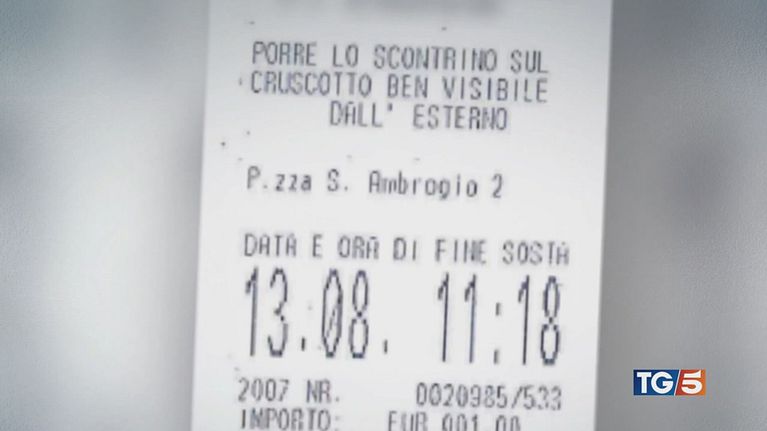 PORRE LO SCONTRINO SUL
CRUSCOTTO BEN VISIBILE
DALL' ESTERNO
P.zza S. Ambrogio 2
DATA E ORA DI FINE SOSTA
13.08. 11:18
2007 NR. 0020985/533
IMPORTO: EUR 001.00
TG5